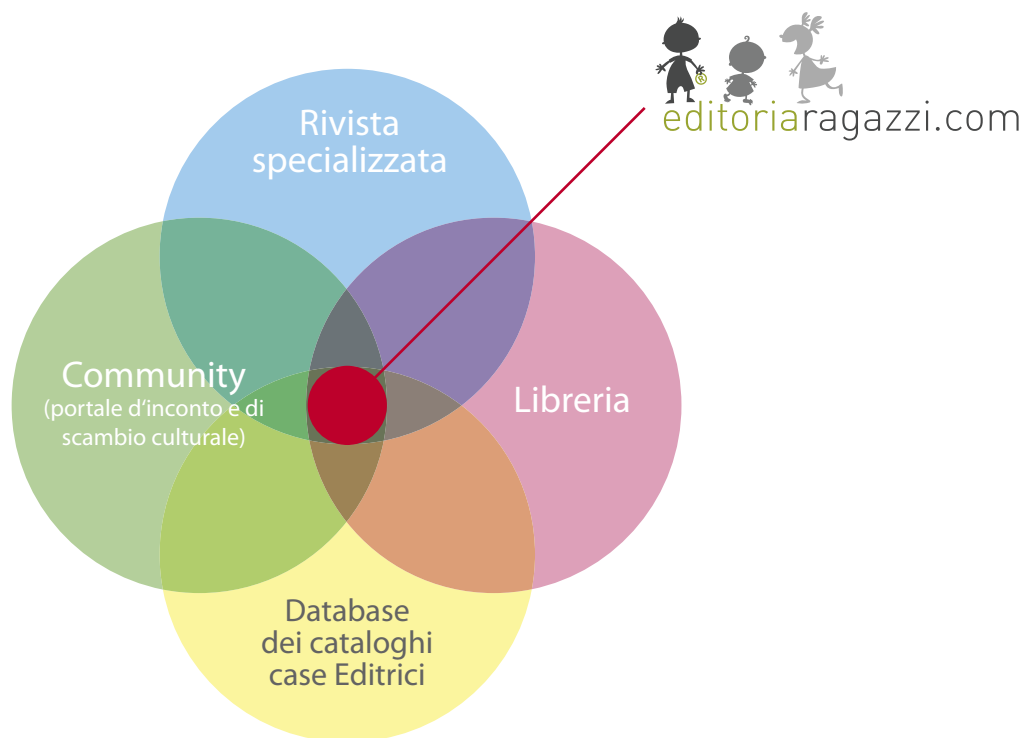 editoriaragazzi.com
Rivista
specializzata
Community
(portale d'inconto e di
scambio culturale)
Libreria
Database
dei cataloghi
case Editrici